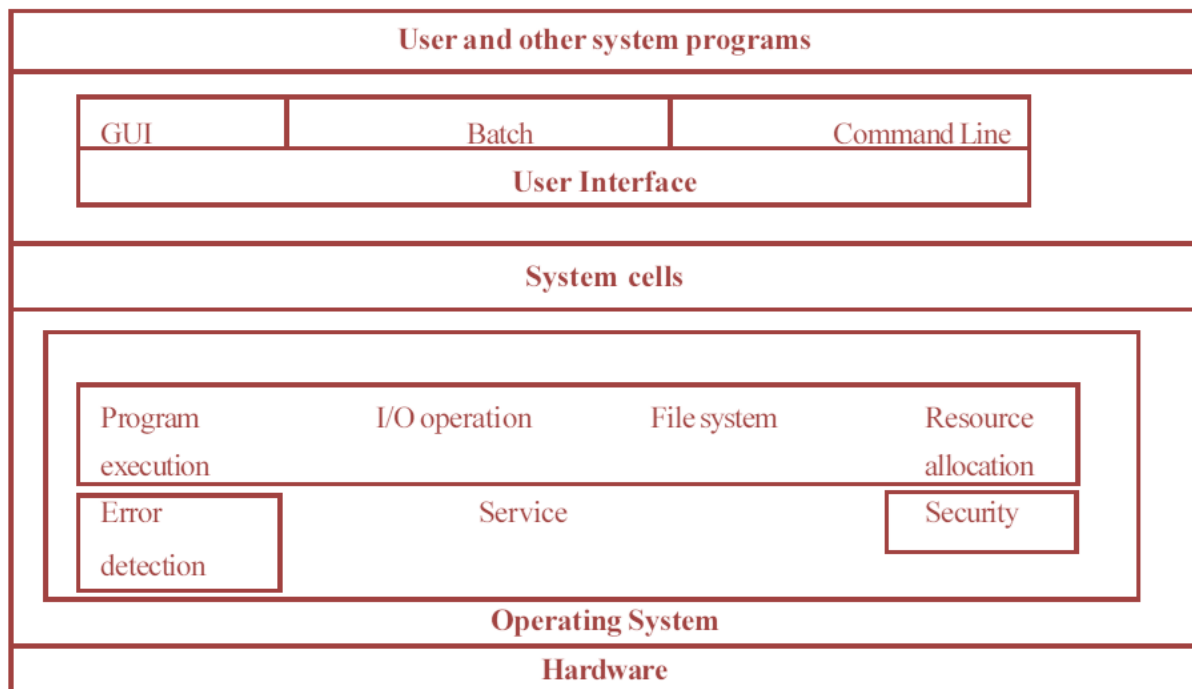 User and other system programs
GUI Batch Command Line
User Interface
System cells
Program I/O operation File system Resource
execution allocation
Error Service Security
detection
Operating System
Hardware